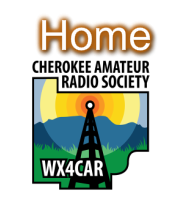 Home
CHEROKEE AMATEUR
RADIO SOCIETY
WX4CAR